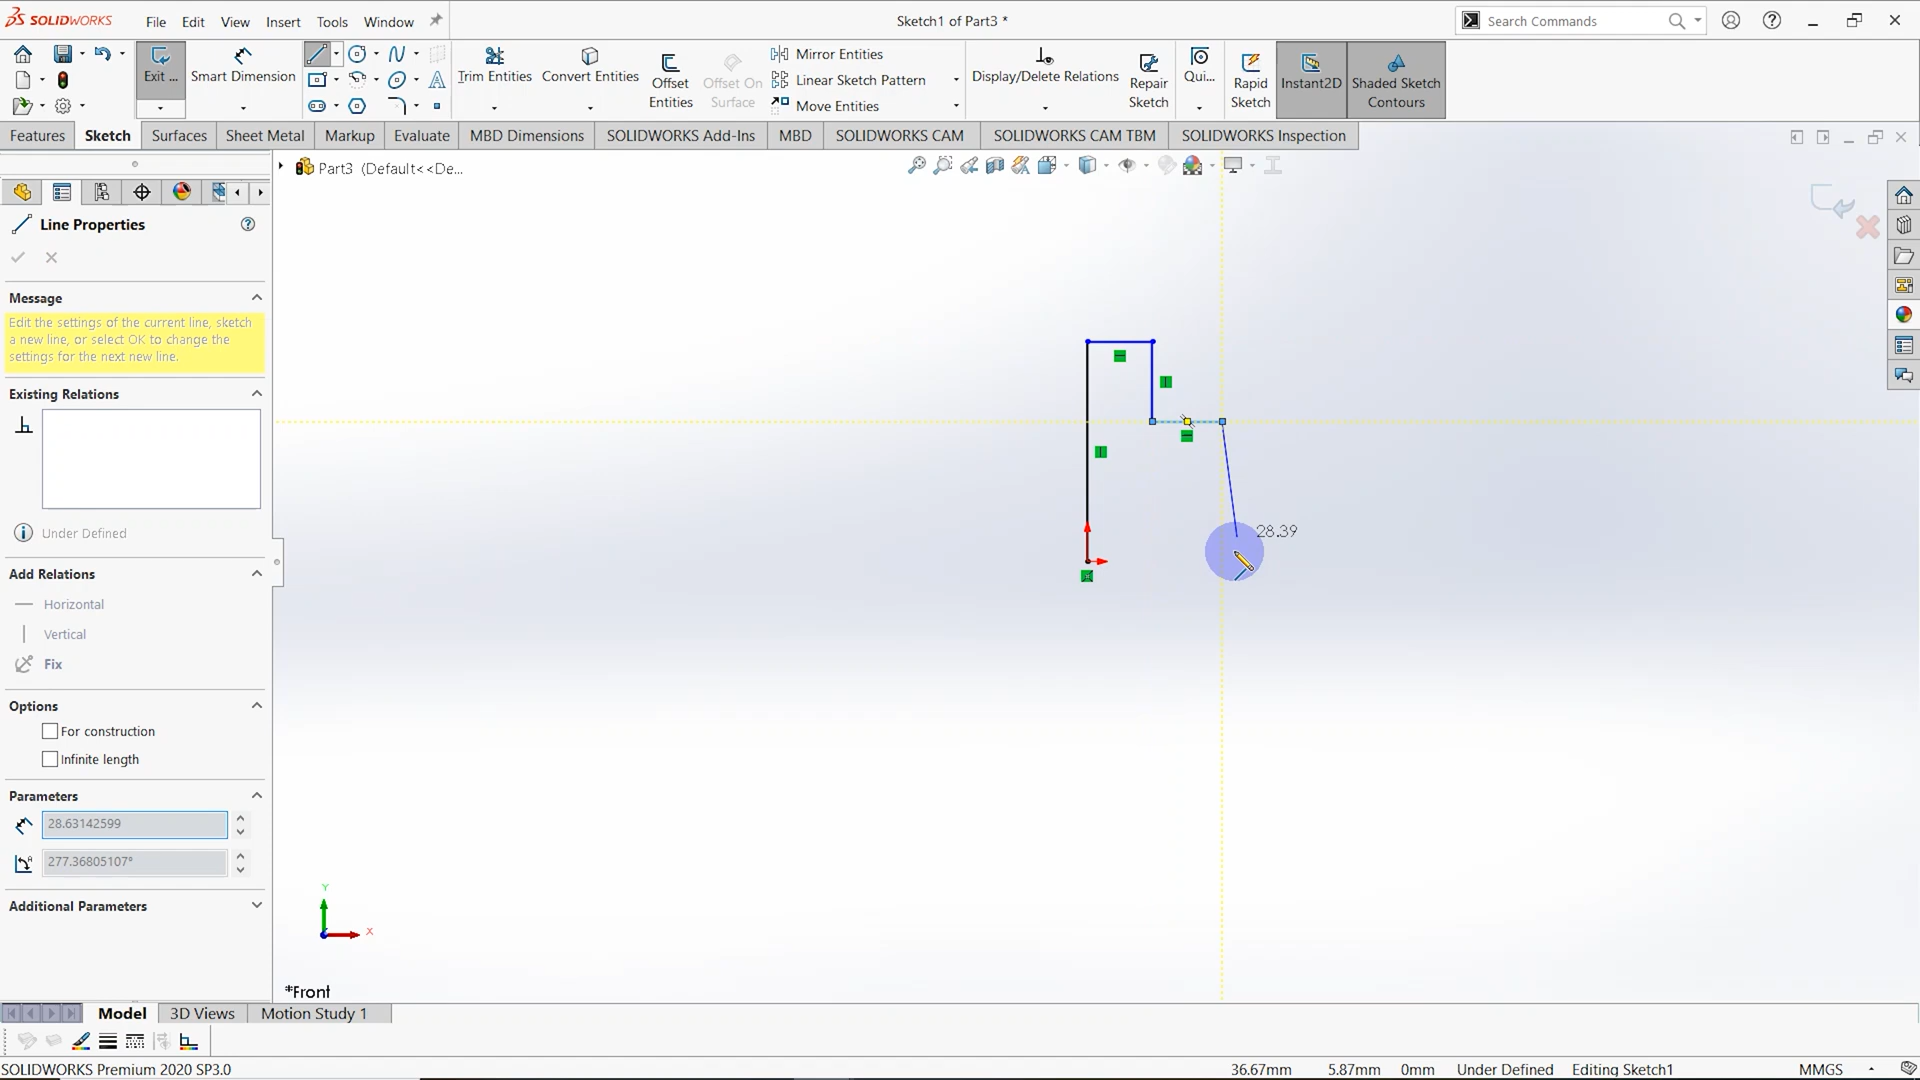 SOLIDWORKS File Edit View Insert Tools Window Sketch1 of Part3 * Search Commands
Exit ... Smart Dimension Trim Entities Convert Entities Offset Entities Offset On Surface Mirror Entities Linear Sketch Pattern Move Entities Display/Delete Relations Repair Sketch Qui... Rapid Sketch Instant2D Shaded Sketch Contours
Features Sketch Surfaces Sheet Metal Markup Evaluate MBD Dimensions SOLIDWORKS Add-Ins MBD SOLIDWORKS CAM SOLIDWORKS CAM TBM SOLIDWORKS Inspection
Part3 (Default<<De...
Line Properties
Message
Edit the settings of the current line, sketch
a new line, or select OK to change the
settings for the next new line.
Existing Relations
Under Defined
Add Relations
Horizontal
Vertical
Fix
Options
For construction
Infinite length
Parameters
28.63142599
277.36805107°
Additional Parameters
28.39
Y
X
*Front
Model 3D Views Motion Study 1
SOLIDWORKS Premium 2020 SP3.0 36.67mm 5.87mm 0mm Under Defined Editing Sketch1 MMGS